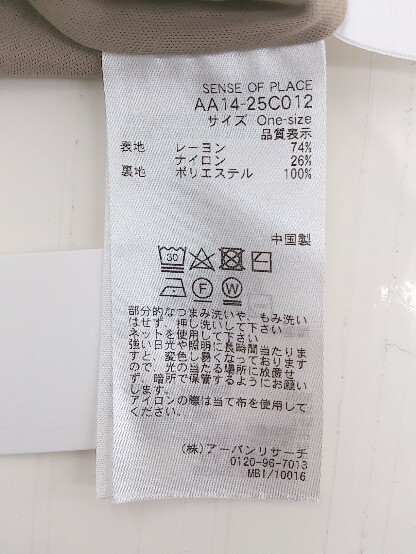 SENSE OF PLACE
AA14-25C012
サイズ One-size
品質表示
表地 レーヨン 74%
ナイロン 26%
裏地 ポリエステル 100%
中国製
30
F W
部分的なつまみ洗いや、もみ洗い
はせず、押し洗いして下さい。
ネットを使用して下さい。
強い日光や照明に長時間当たりま
すと、変色し易くなっております
ので、光の当たる場所に放置せ
ず、暗所で保管するようにお願い
します。
アイロンの際は当て布を使用して
ください。
(株)アーバンリサーチ
0120-96-7013
MBI/10016